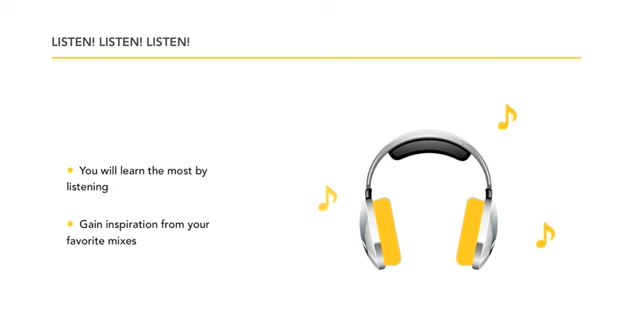 LISTEN! LISTEN! LISTEN!
• You will learn the most by
listening
• Gain inspiration from your
favorite mixes